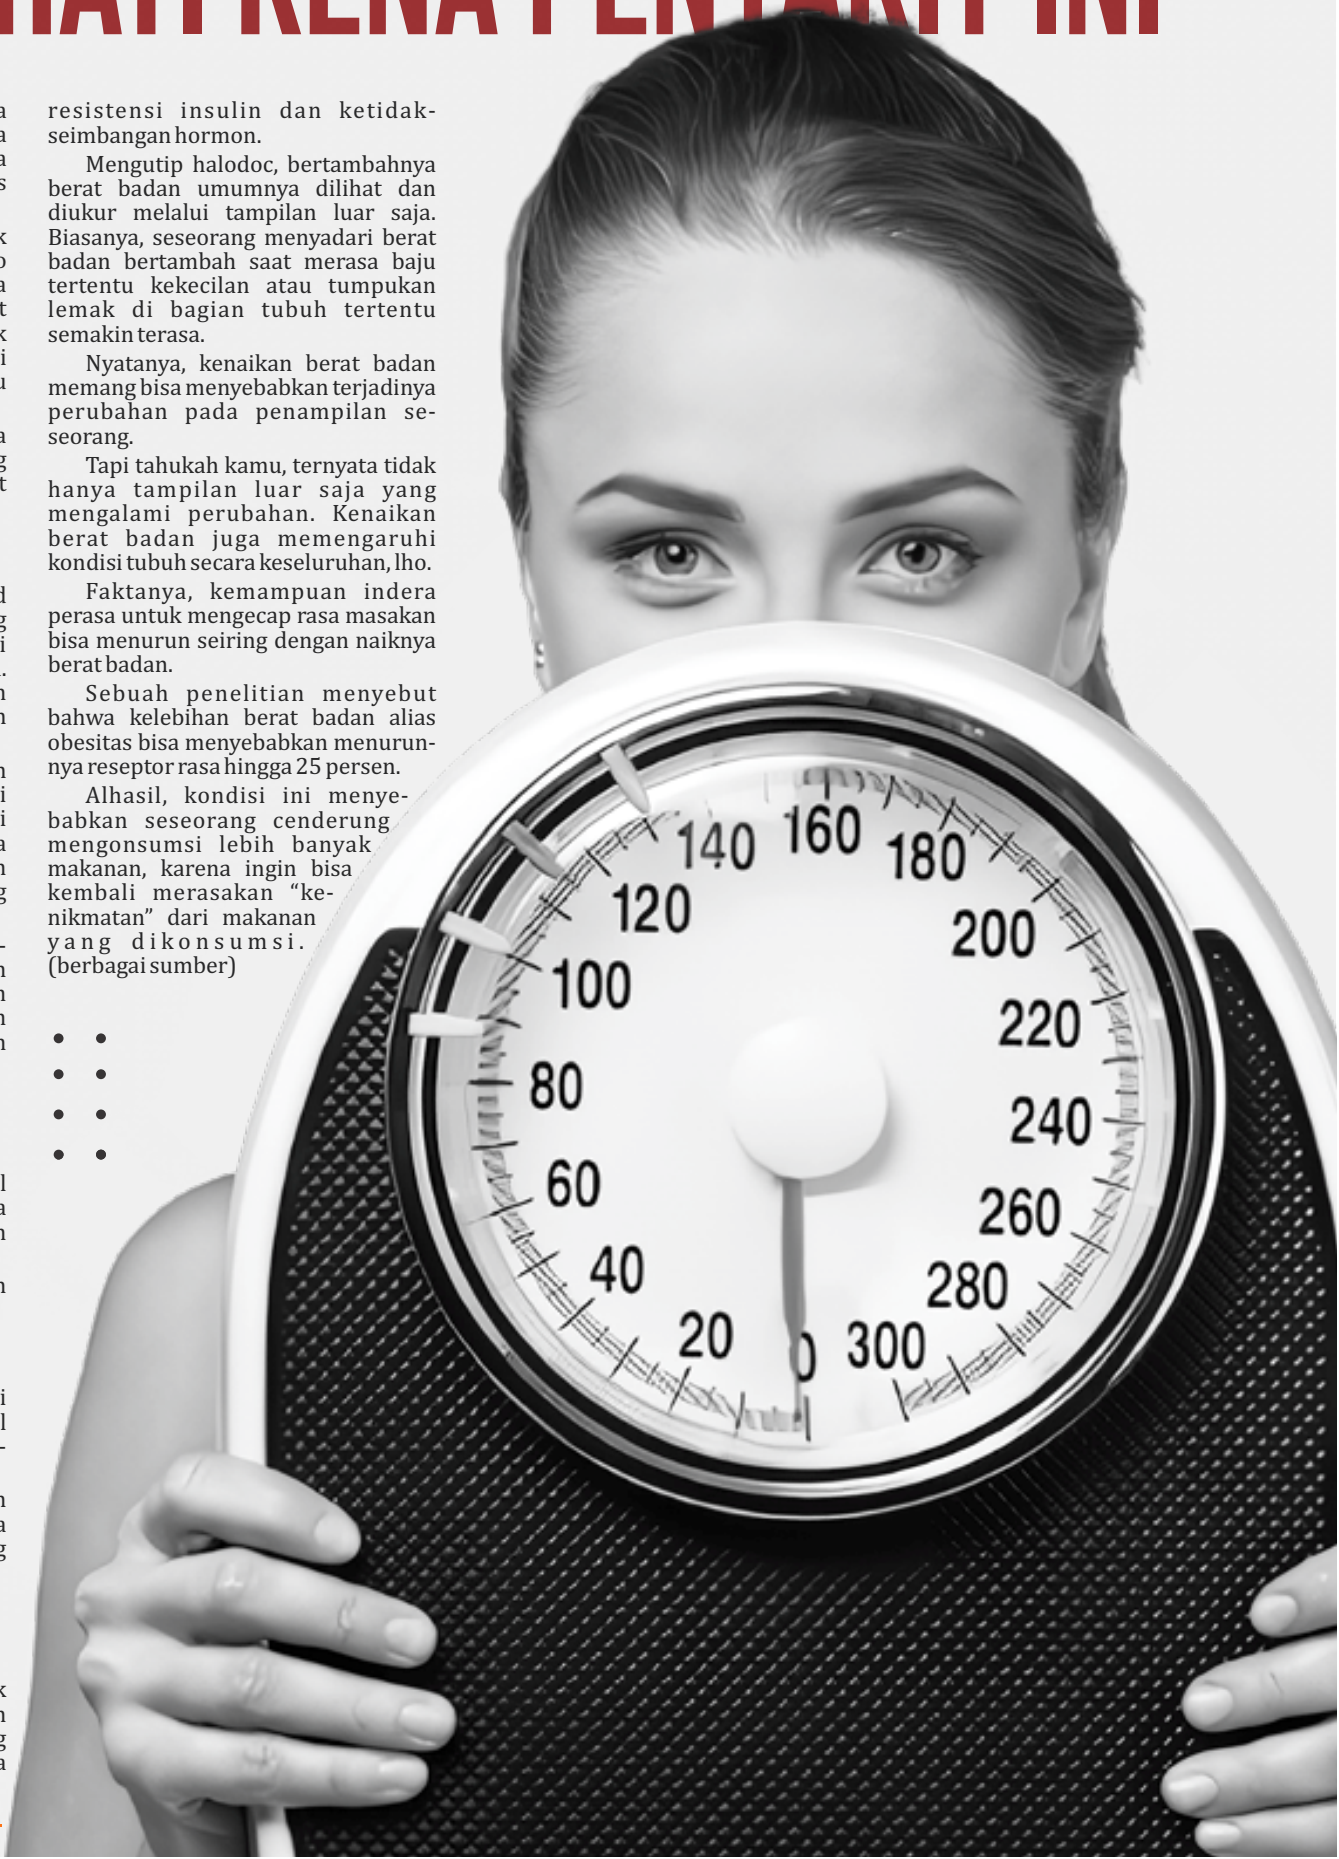 KENA PENYAKIT INI
resistensi insulin dan ketidak-
seimbangan hormon.
Mengutip halodoc, bertambahnya
berat badan umumnya dilihat dan
diukur melalui tampilan luar saja.
Biasanya, seseorang menyadari berat
badan bertambah saat merasa baju
tertentu kekecilan atau tumpukan
lemak di bagian tubuh tertentu
semakin terasa.
Nyatanya, kenaikan berat badan
memang bisa menyebabkan terjadinya
perubahan pada penampilan se-
seorang.
Tapi tahukah kamu, ternyata tidak
hanya tampilan luar saja yang
mengalami perubahan. Kenaikan
berat badan juga memengaruhi
kondisi tubuh secara keseluruhan, lho.
Faktanya, kemampuan indera
perasa untuk mengecap rasa masakan
bisa menurun seiring dengan naiknya
berat badan.
Sebuah penelitian menyebut
bahwa kelebihan berat badan alias
obesitas bisa menyebabkan menurun-
nya reseptor rasa hingga 25 persen.
Alhasil, kondisi ini menye-
babkan seseorang cenderung
mengonsumsi lebih banyak
makanan, karena ingin bisa
kembali merasakan “ke-
nikmatan” dari makanan
yang dikonsumsi.
(berbagai sumber)
0
20
40
60
80
100
120
140
160
180
200
220
240
260
280
300